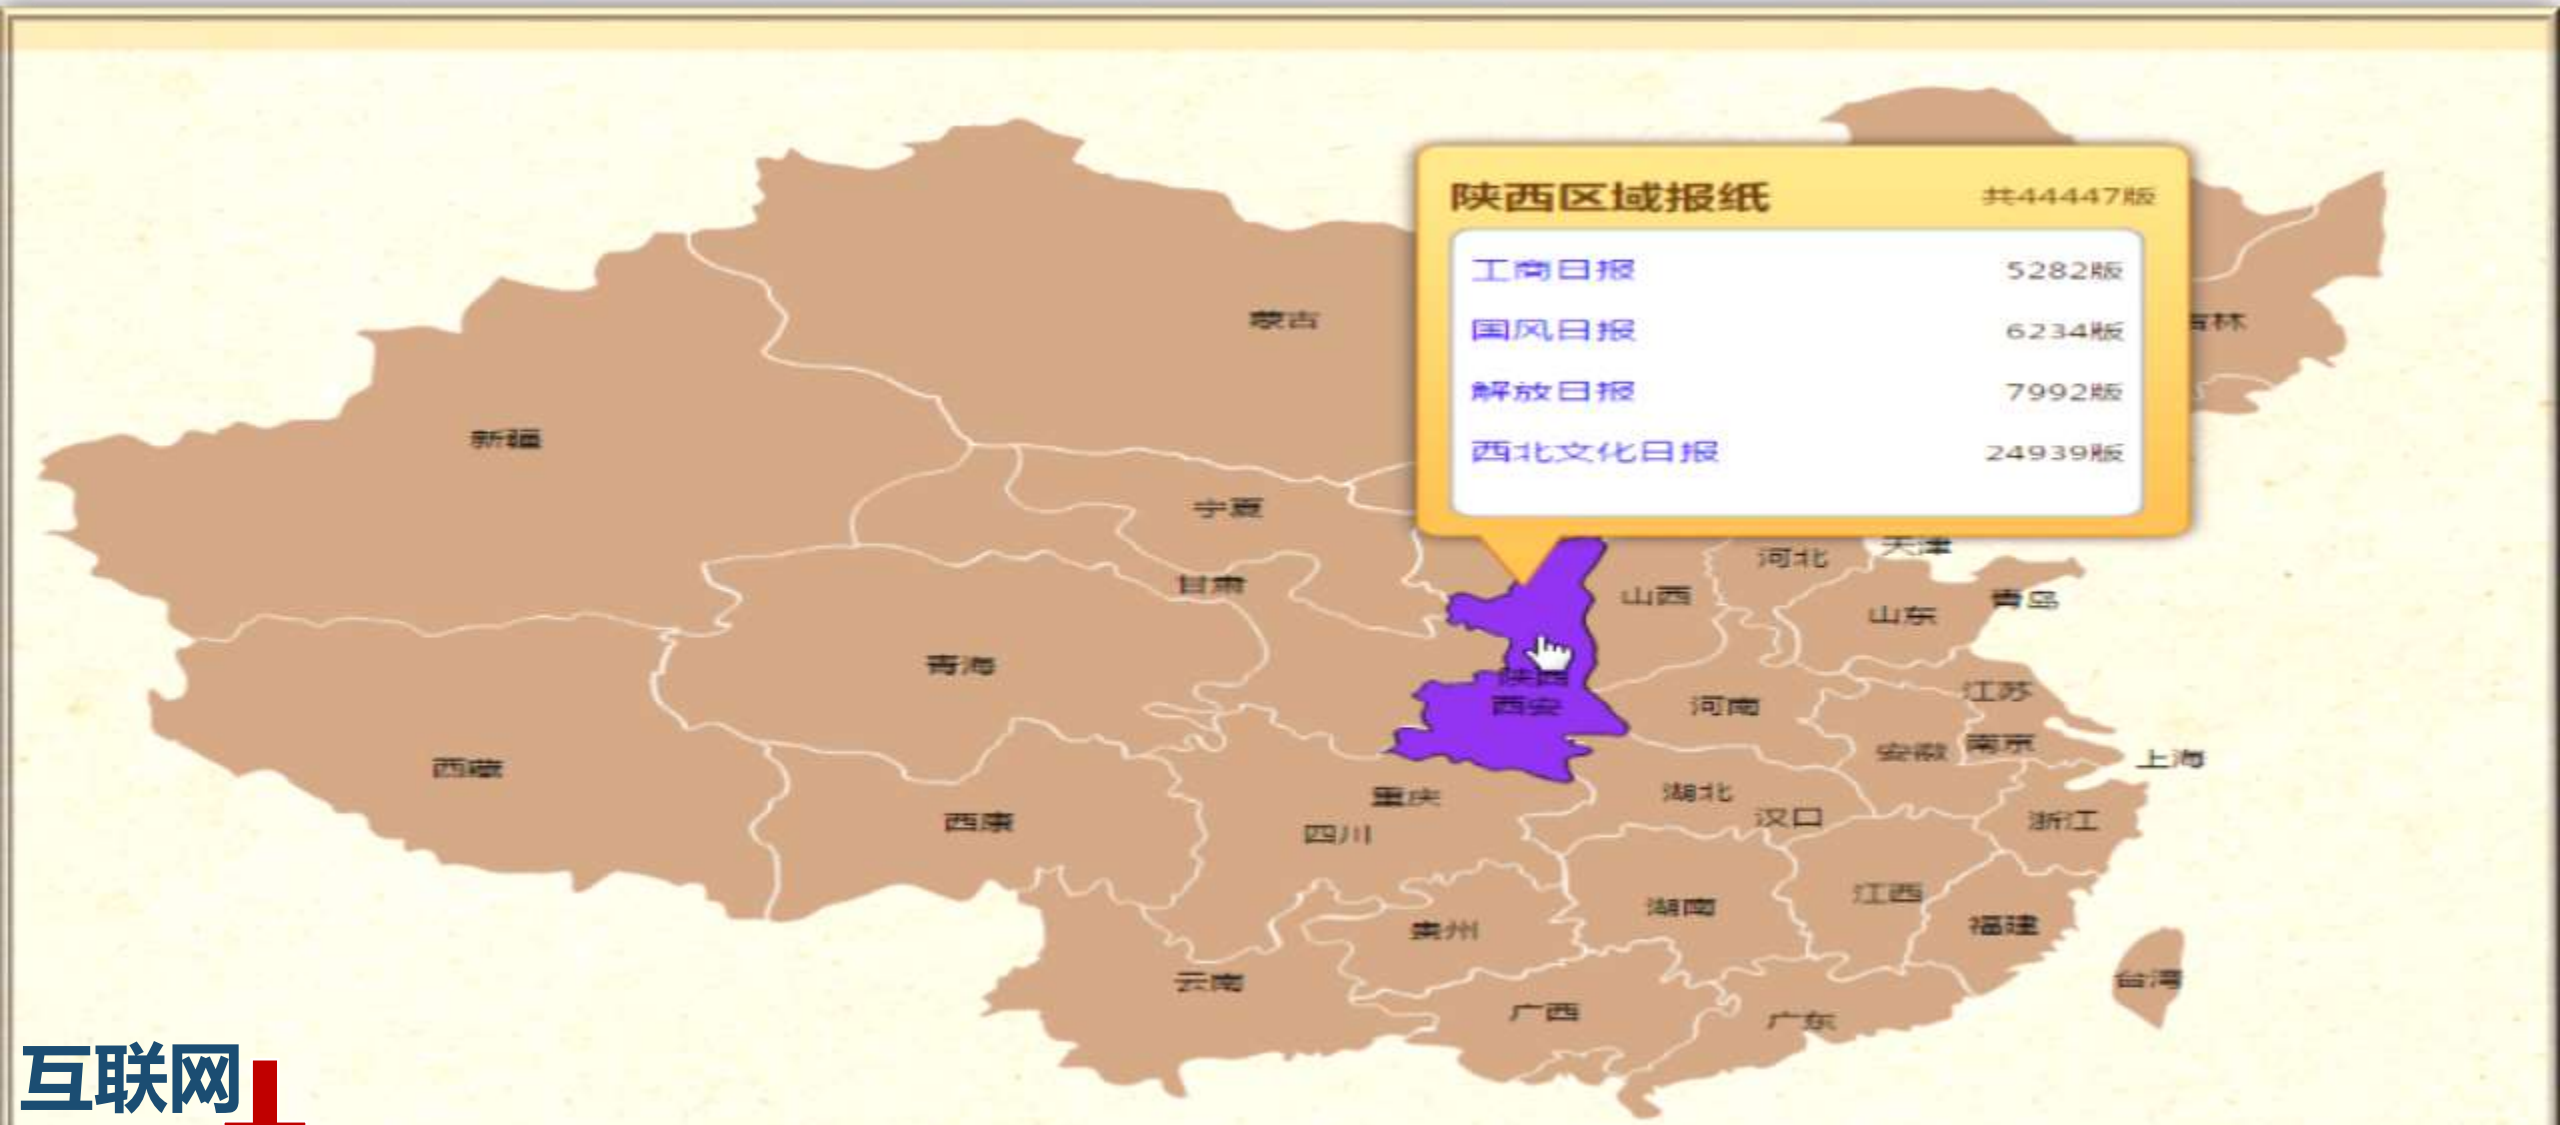 陕西区域报纸 共44447版
工商日报 5282版
国风日报 6234版
解放日报 7992版
西北文化日报 24939版
蒙古
吉林
新疆
宁夏
天津
河北
甘肃
山西
青岛
山东
青海
陕西
西安
河南
江苏
安徽
南京
上海
西藏
重庆
湖北
汉口
西康
四川
浙江
江西
湖南
福建
贵州
云南
台湾
广西
广东
互联网+